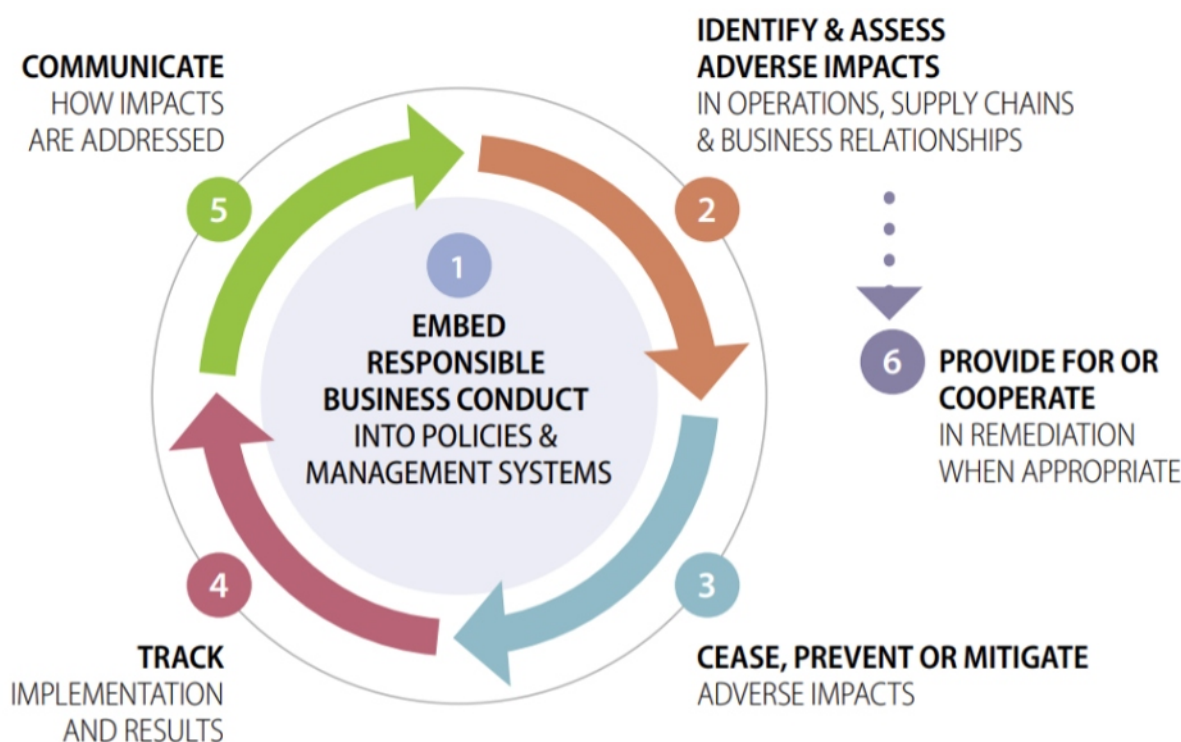 COMMUNICATE
HOW IMPACTS
ARE ADDRESSED
5
IDENTIFY & ASSESS
ADVERSE IMPACTS
IN OPERATIONS, SUPPLY CHAINS
& BUSINESS RELATIONSHIPS
2
1
EMBED
RESPONSIBLE
BUSINESS CONDUCT
INTO POLICIES &
MANAGEMENT SYSTEMS
6
PROVIDE FOR OR
COOPERATE
IN REMEDIATION
WHEN APPROPRIATE
4
TRACK
IMPLEMENTATION
AND RESULTS
3
CEASE, PREVENT OR MITIGATE
ADVERSE IMPACTS